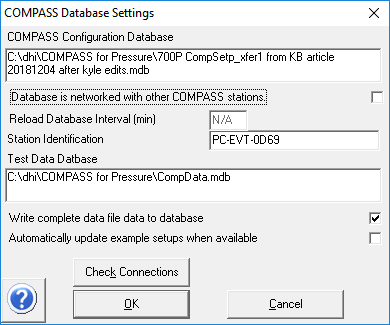 COMPASS Database Settings
COMPASS Configuration Database
C:\dhi\COMPASS for Pressure\700P CompSetp_xfer1 from KB article
20181204 after kyle edits.mdb
Database is networked with other COMPASS stations.
Reload Database Interval (min)
N/A
Station Identification
PC-EVT-0D69
Test Data Datbase
C:\dhi\COMPASS for Pressure\CompData.mdb
Write complete data file data to database
Automatically update example setups when available
Check Connections
?
OK
Cancel